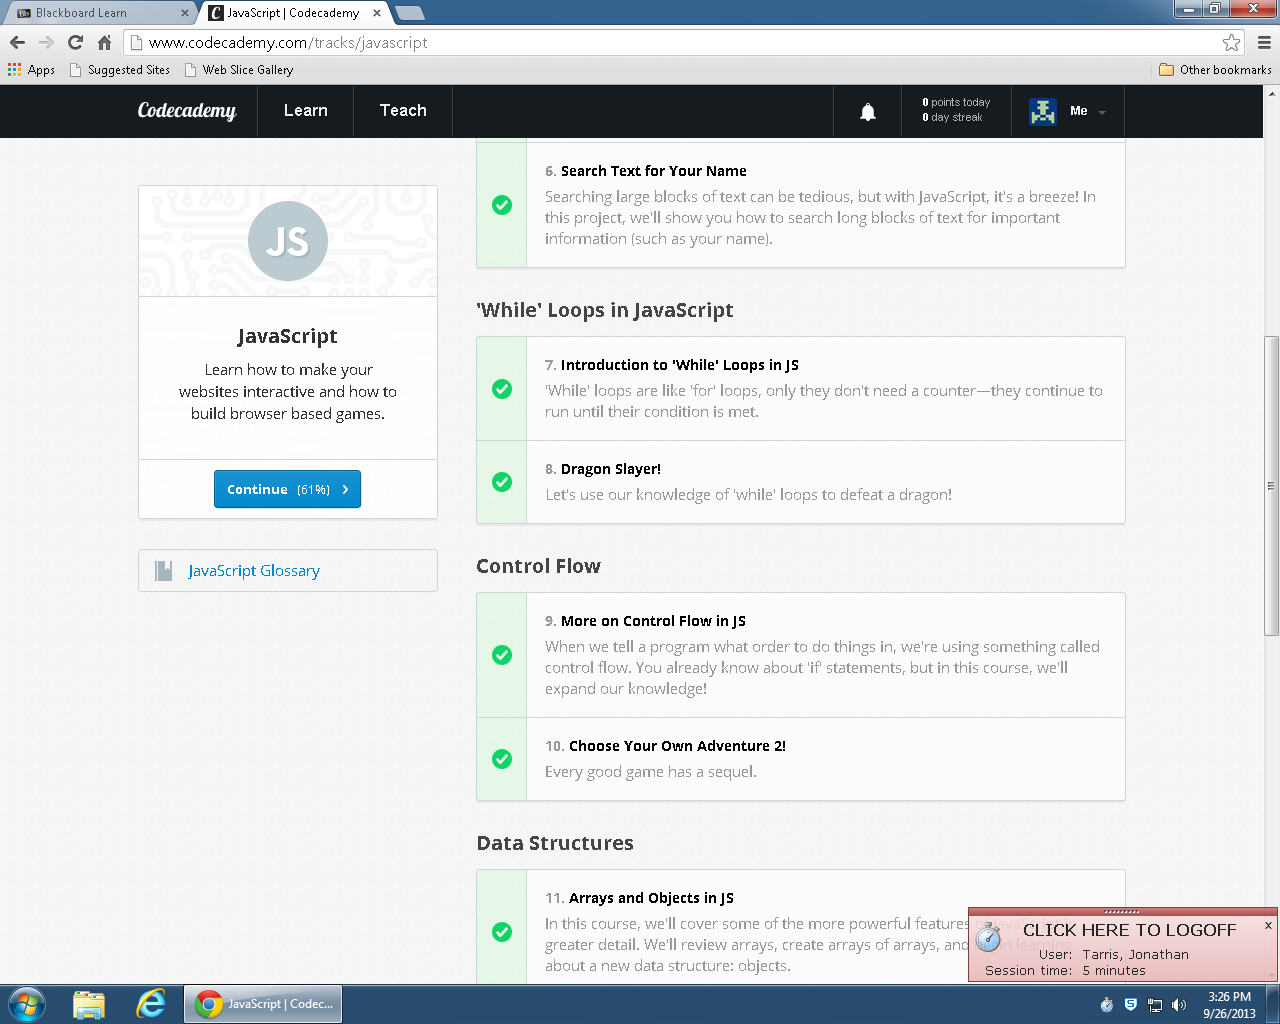 Blackboard Learn
JavaScript | Codecademy
www.codecademy.com/tracks/javascript
Apps Suggested Sites Web Slice Gallery Other bookmarks
Codecademy Learn Teach
0 points today
0 day streak
Me
JS
JavaScript
Learn how to make your
websites interactive and how to
build browser based games.
Continue (61%)
JavaScript Glossary
6. Search Text for Your Name
Searching large blocks of text can be tedious, but with JavaScript, it's a breeze! In
this project, we'll show you how to search long blocks of text for important
information (such as your name).
'While' Loops in JavaScript
7. Introduction to 'While' Loops in JS
'While' loops are like 'for' loops, only they don't need a counter—they continue to
run until their condition is met.
8. Dragon Slayer!
Let's use our knowledge of 'while' loops to defeat a dragon!
Control Flow
9. More on Control Flow in JS
When we tell a program what order to do things in, we're using something called
control flow. You already know about 'if' statements, but in this course, we'll
expand our knowledge!
10. Choose Your Own Adventure 2!
Every good game has a sequel.
Data Structures
11. Arrays and Objects in JS
In this course, we'll cover some of the more powerful features of JavaScript in
greater detail. We'll review arrays, create arrays of arrays, and begin learning
about a new data structure: objects.
CLICK HERE TO LOGOFF
User: Tarris, Jonathan
Session time: 5 minutes
JavaScript | Codec...
3:26 PM
9/26/2013